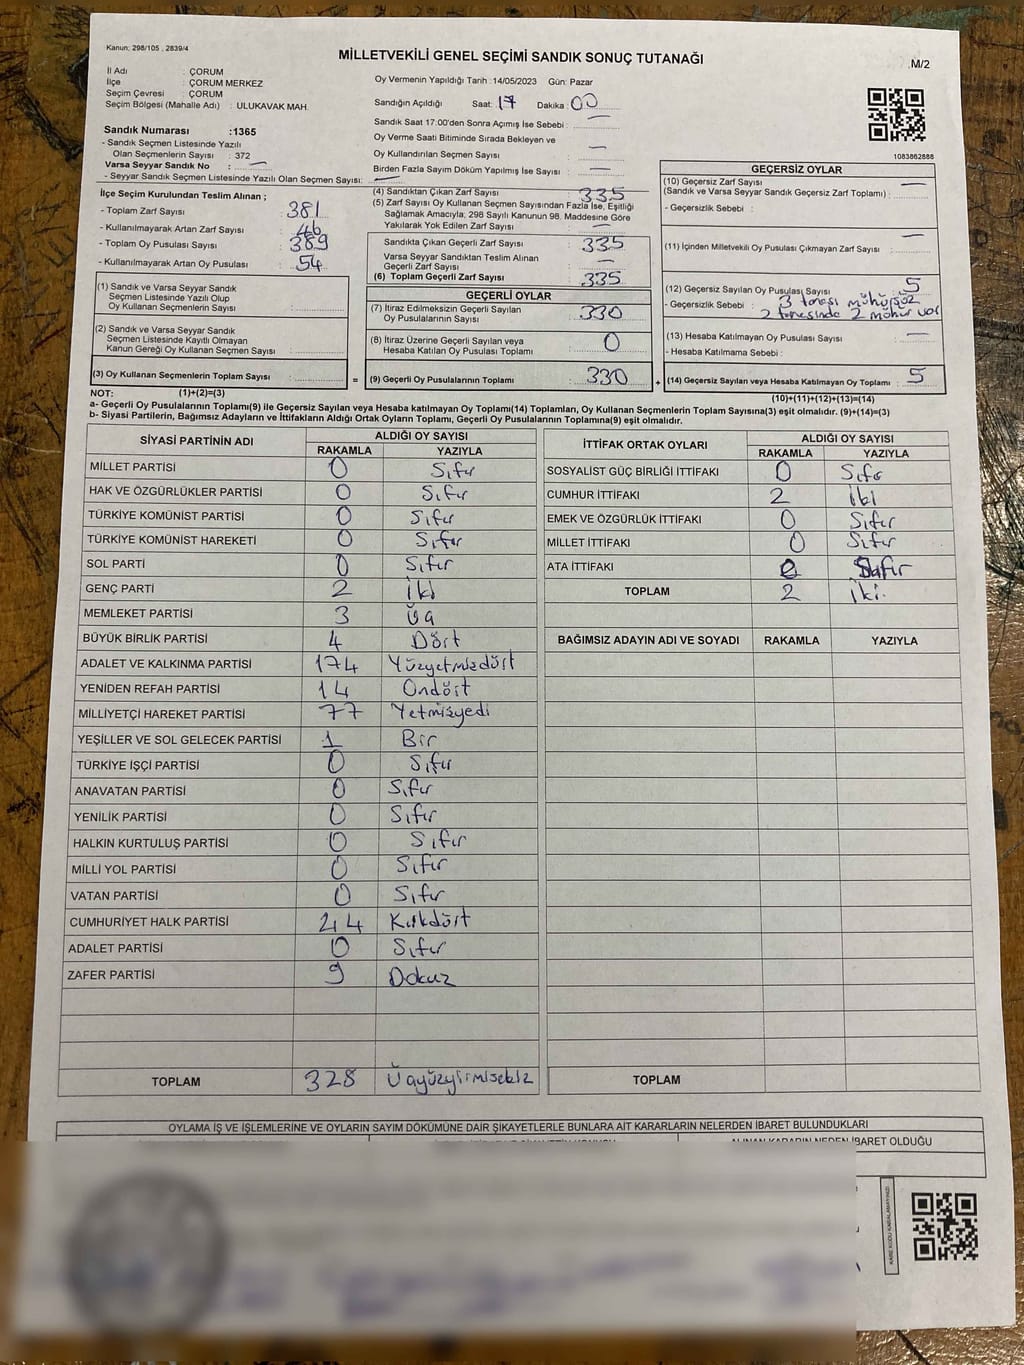 Kanun; 298/105 , 2839/4
MİLLETVEKİLİ GENEL SEÇİMİ SANDIK SONUÇ TUTANAĞI
.M/2
İl Adı : ÇORUM
İlçe : ÇORUM MERKEZ
Seçim Çevresi : ÇORUM
Seçim Bölgesi (Mahalle Adı) : ULUKAVAK MAH.
Sandık Numarası :1365
- Sandık Seçmen Listesinde Yazılı
Olan Seçmenlerin Sayısı : 372
Varsa Seyyar Sandık No : —
- Seyyar Sandık Seçmen Listesinde Yazılı Olan Seçmen Sayısı: —
Oy Vermenin Yapıldığı Tarih :14/05/2023 Gün: Pazar
Sandığın Açıldığı Saat: 17 Dakika : 00
Sandık Saat 17:00'den Sonra Açımış İse Sebebi : —
Oy Verme Saati Bitiminde Sırada Bekleyen ve
Oy Kullandırılan Seçmen Sayısı : —
Birden Fazla Sayım Döküm Yapılmış İse Sayısı : —
1083862888
İlçe Seçim Kurulundan Teslim Alınan ;
- Toplam Zarf Sayısı : 381
- Kullanılmayarak Artan Zarf Sayısı : 46
- Toplam Oy Pusulası Sayısı : 389
- Kullanılmayarak Artan Oy Pusulası : 54
(4) Sandıktan Çıkan Zarf Sayısı : 335
(5) Zarf Sayısı Oy Kullanan Seçmen Sayısından Fazla İse, Eşitliği
Sağlamak Amacıyla; 298 Sayılı Kanunun 98. Maddesine Göre
Yakılarak Yok Edilen Zarf Sayısı : —
Sandıkta Çıkan Geçerli Zarf Sayısı : 335
Varsa Seyyar Sandıktan Teslim Alınan
Geçerli Zarf Sayısı : —
(6) Toplam Geçerli Zarf Sayısı : 335
GEÇERSİZ OYLAR
(10) Geçersiz Zarf Sayısı —
(Sandık ve Varsa Seyyar Sandık Geçersiz Zarf Toplamı) :
- Geçersizlik Sebebi :
(11) İçinden Milletvekili Oy Pusulası Çıkmayan Zarf Sayısı : —
(12) Geçersiz Sayılan Oy Pusulası Sayısı : 5
- Geçersizlik Sebebi : 3 tanesi mühürsüz
2 tanesinde 2 mühür var
(13) Hesaba Katılmayan Oy Pusulası Sayısı : —
- Hesaba Katılmama Sebebi :
(14) Geçersiz Sayılan veya Hesaba Katılmayan Oy Toplamı : 5
(10)+(11)+(12)+(13)=(14)
(1) Sandık ve Varsa Seyyar Sandık
Seçmen Listesinde Yazılı Olup
Oy Kullanan Seçmenlerin Sayısı :
(2) Sandık ve Varsa Seyyar Sandık
Seçmen Listesinde Kayıtlı Olmayan
Kanun Gereği Oy Kullanan Seçmen Sayısı :
(3) Oy Kullanan Seçmenlerin Toplam Sayısı :
=
GEÇERLİ OYLAR
(7) İtiraz Edilmeksizin Geçerli Sayılan
Oy Pusulalarının Sayısı : 330
(8) İtiraz Üzerine Geçerli Sayılan veya
Hesaba Katılan Oy Pusulası Toplamı : 0
(9) Geçerli Oy Pusulalarının Toplamı : 330
+
NOT: (1)+(2)=(3)
a- Geçerli Oy Pusulalarının Toplamı(9) ile Geçersiz Sayılan veya Hesaba katılmayan Oy Toplamı(14) Toplamları, Oy Kullanan Seçmenlerin Toplam Sayısına(3) eşit olmalıdır. (9)+(14)=(3)
b- Siyasi Partilerin, Bağımsız Adayların ve İttifakların Aldığı Ortak Oyların Toplamı, Geçerli Oy Pusulalarının Toplamına(9) eşit olmalıdır.
SİYASİ PARTİNİN ADI ALDIĞI OY SAYISI
RAKAMLA YAZIYLA
MİLLET PARTİSİ 0 Sıfır
HAK VE ÖZGÜRLÜKLER PARTİSİ 0 Sıfır
TÜRKİYE KOMÜNİST PARTİSİ 0 Sıfır
TÜRKİYE KOMÜNİST HAREKETİ 0 Sıfır
SOL PARTİ 0 Sıfır
GENÇ PARTİ 2 İki
MEMLEKET PARTİSİ 3 Üç
BÜYÜK BİRLİK PARTİSİ 4 Dört
ADALET VE KALKINMA PARTİSİ 174 Yüzyetmişdört
YENİDEN REFAH PARTİSİ 14 Ondört
MİLLİYETÇİ HAREKET PARTİSİ 77 Yetmişyedi
YEŞİLLER VE SOL GELECEK PARTİSİ 1 Bir
TÜRKİYE İŞÇİ PARTİSİ 0 Sıfır
ANAVATAN PARTİSİ 0 Sıfır
YENİLİK PARTİSİ 0 Sıfır
HALKIN KURTULUŞ PARTİSİ 0 Sıfır
MİLLİ YOL PARTİSİ 0 Sıfır
VATAN PARTİSİ 0 Sıfır
CUMHURİYET HALK PARTİSİ 44 Kırkdört
ADALET PARTİSİ 0 Sıfır
ZAFER PARTİSİ 9 Dokuz
TOPLAM 328 Üçyüzyirmisekiz
İTTİFAK ORTAK OYLARI ALDIĞI OY SAYISI
RAKAMLA YAZIYLA
SOSYALİST GÜÇ BİRLİĞİ İTTİFAKI 0 Sıfır
CUMHUR İTTİFAKI 2 İki
EMEK VE ÖZGÜRLÜK İTTİFAKI 0 Sıfır
MİLLET İTTİFAKI 0 Sıfır
ATA İTTİFAKI 0 Sıfır
TOPLAM 2 İki.
BAĞIMSIZ ADAYIN ADI VE SOYADI RAKAMLA YAZIYLA
TOPLAM
OYLAMA İŞ VE İŞLEMLERİNE VE OYLARIN SAYIM DÖKÜMÜNE DAİR ŞİKAYETLERLE BUNLARA AİT KARARLARIN NELERDEN İBARET BULUNDUKLARI
ALINAN KARARIN NEDEN İBARET OLDUĞU
KARE KODU KARALAMAYINIZ!